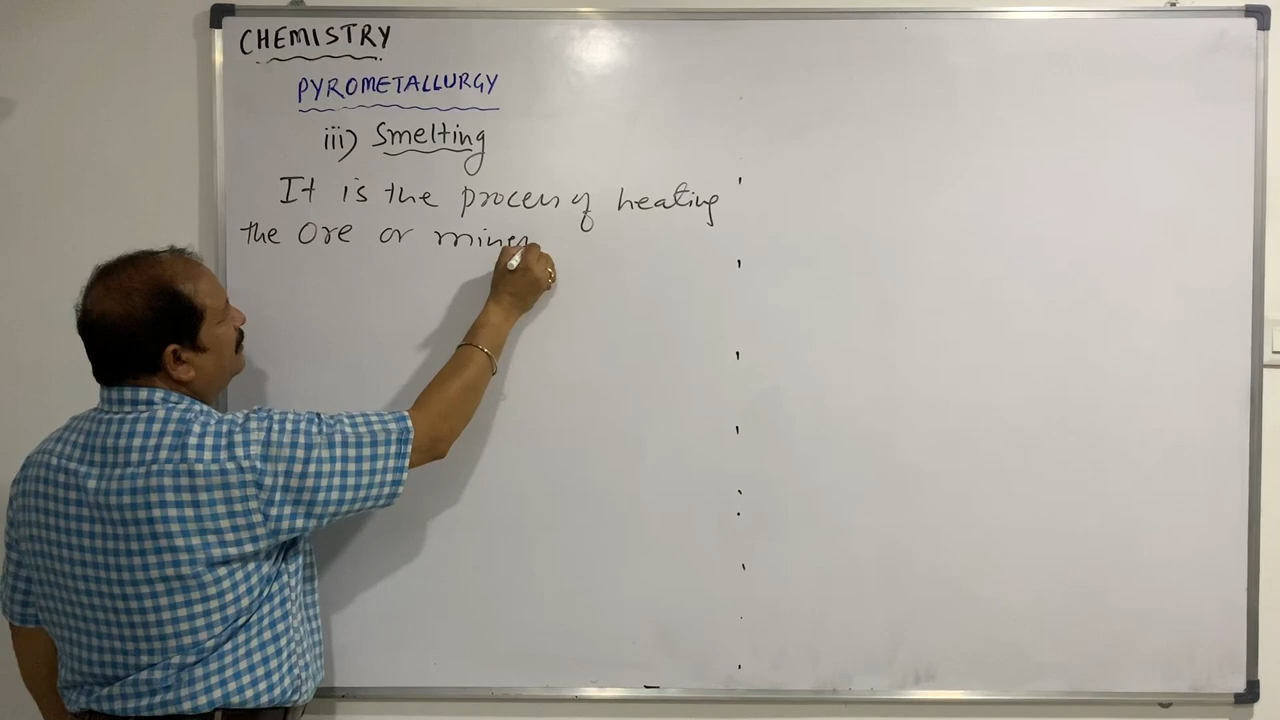 CHEMISTRY
PYROMETALLURGY
iii) Smelting
It is the process of heating
the Ore or miner